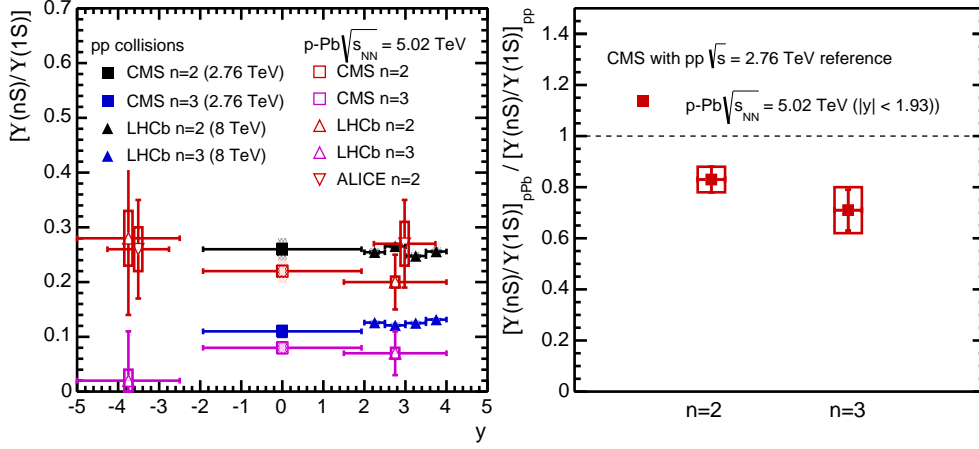 [ϒ(nS)/ϒ(1S)]
0.7
0.6
0.5
0.4
0.3
0.2
0.1
0
pp collisions
CMS n=2 (2.76 TeV)
CMS n=3 (2.76 TeV)
LHCb n=2 (8 TeV)
LHCb n=3 (8 TeV)
p-Pb√s_NN = 5.02 TeV
CMS n=2
CMS n=3
LHCb n=2
LHCb n=3
ALICE n=2
-5 -4 -3 -2 -1 0 1 2 3 4 5
y
[ϒ(nS)/ϒ(1S)]_pPb / [ϒ(nS)/ϒ(1S)]_pp
1.4
1.2
1
0.8
0.6
0.4
0.2
0
CMS with pp √s = 2.76 TeV reference
p-Pb√s_NN = 5.02 TeV (|y| < 1.93))
n=2 n=3